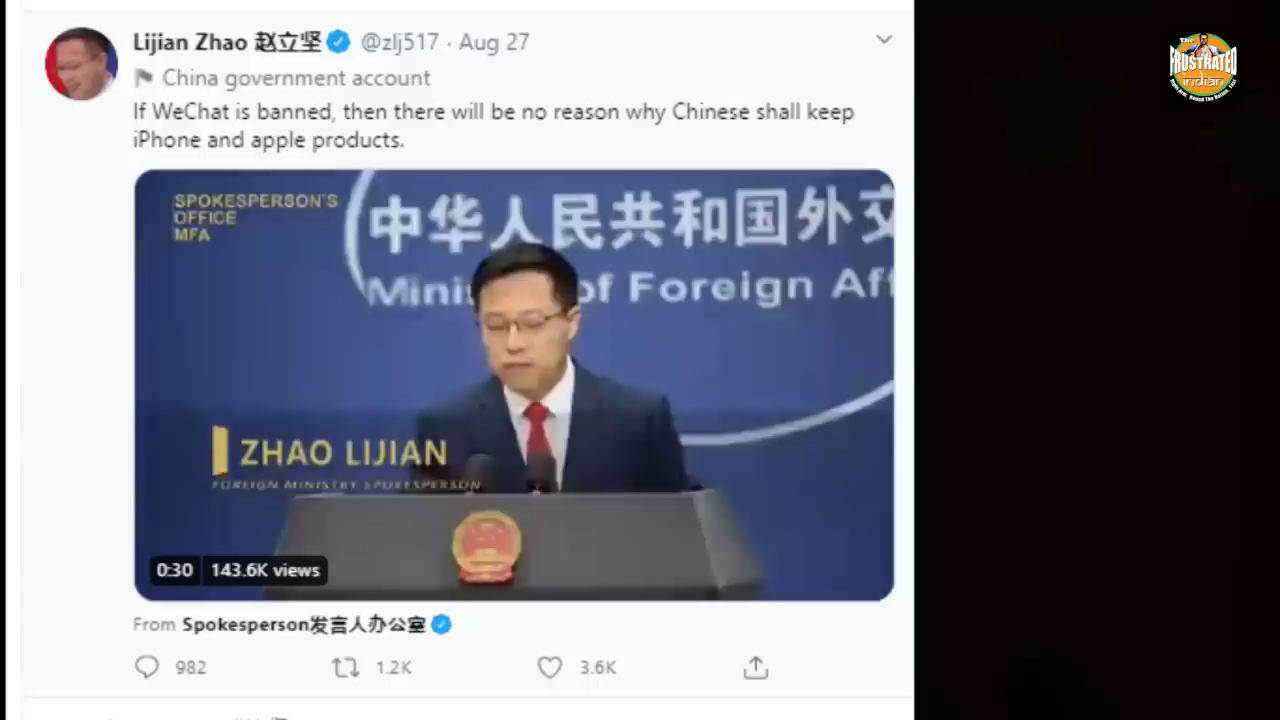 Lijian Zhao 赵立坚 @zlj517 · Aug 27
China government account
If WeChat is banned, then there will be no reason why Chinese shall keep
iPhone and apple products.
SPOKESPERSON'S
OFFICE
MFA
中华人民共和国外交
of Foreign
ZHAO LIJIAN
FOREIGN MINISTRY SPOKESPERSON
0:30 143.6K views
From Spokesperson发言人办公室
982 1.2K 3.6K
The
FRUSTRATED
indian